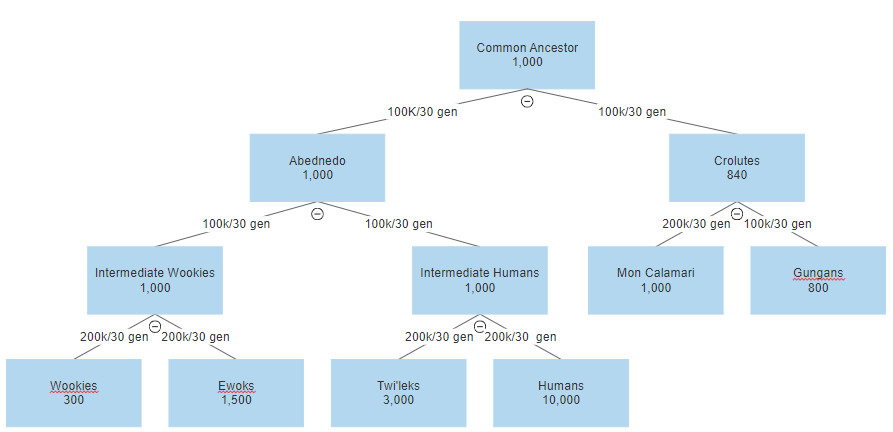 Common Ancestor
1,000
100K/30 gen
100k/30 gen
Abednedo
1,000
Crolutes
840
100k/30 gen
100k/30 gen
200k/30 gen
100k/30 gen
Intermediate Wookies
1,000
Intermediate Humans
1,000
Mon Calamari
1,000
Gungans
800
200k/30 gen
200k/30 gen
200k/30 gen
200k/30  gen
Wookies
300
Ewoks
1,500
Twi'leks
3,000
Humans
10,000